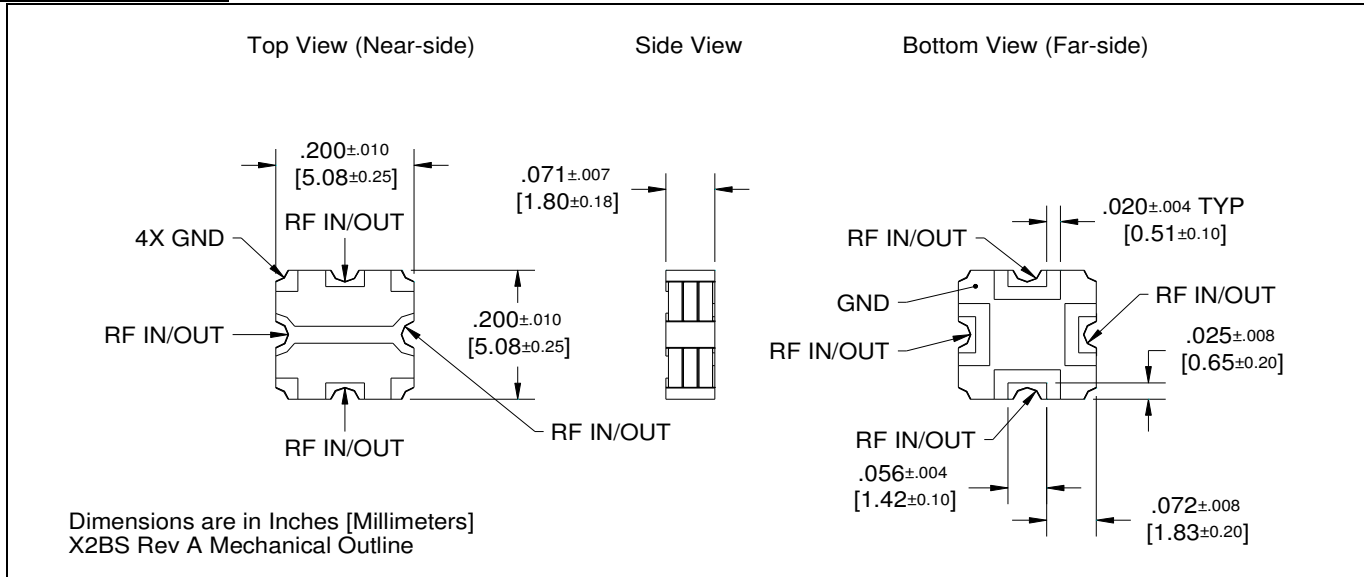 Top View (Near-side)
Side View
Bottom View (Far-side)
.200±.010
[5.08±0.25]
RF IN/OUT
4X GND
RF IN/OUT
.200±.010
[5.08±0.25]
RF IN/OUT
RF IN/OUT
.071±.007
[1.80±0.18]
.020±.004 TYP
[0.51±0.10]
RF IN/OUT
GND
RF IN/OUT
RF IN/OUT
.025±.008
[0.65±0.20]
RF IN/OUT
.056±.004
[1.42±0.10]
.072±.008
[1.83±0.20]
Dimensions are in Inches [Millimeters]
X2BS Rev A Mechanical Outline